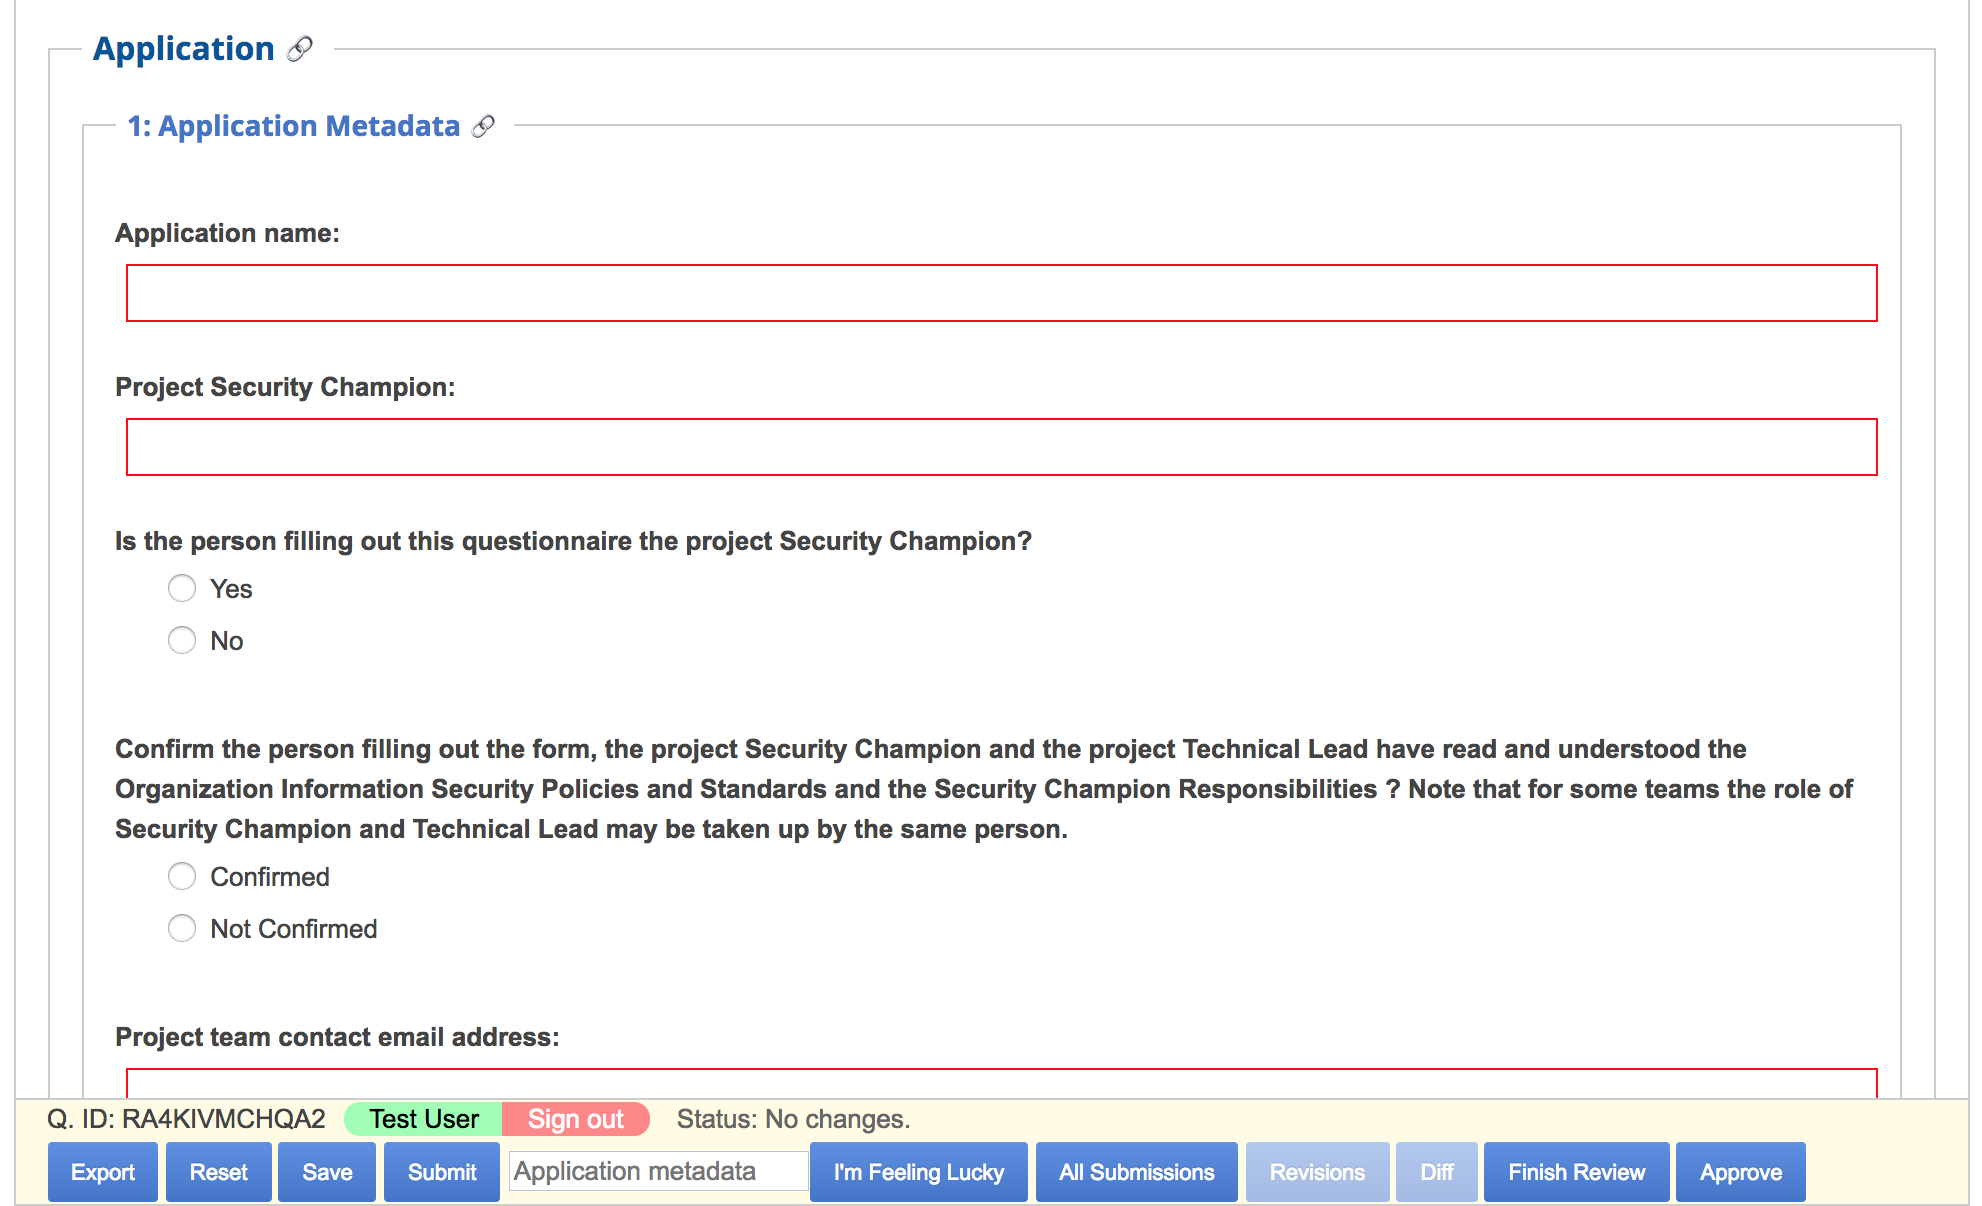 Application
1: Application Metadata
Application name:
Project Security Champion:
Is the person filling out this questionnaire the project Security Champion?
Yes
No
Confirm the person filling out the form, the project Security Champion and the project Technical Lead have read and understood the
Organization Information Security Policies and Standards and the Security Champion Responsibilities ? Note that for some teams the role of
Security Champion and Technical Lead may be taken up by the same person.
Confirmed
Not Confirmed
Project team contact email address:
Q. ID: RA4KIVMCHQA2 Test User Sign out Status: No changes.
Export Reset Save Submit Application metadata I'm Feeling Lucky All Submissions Revisions Diff Finish Review Approve